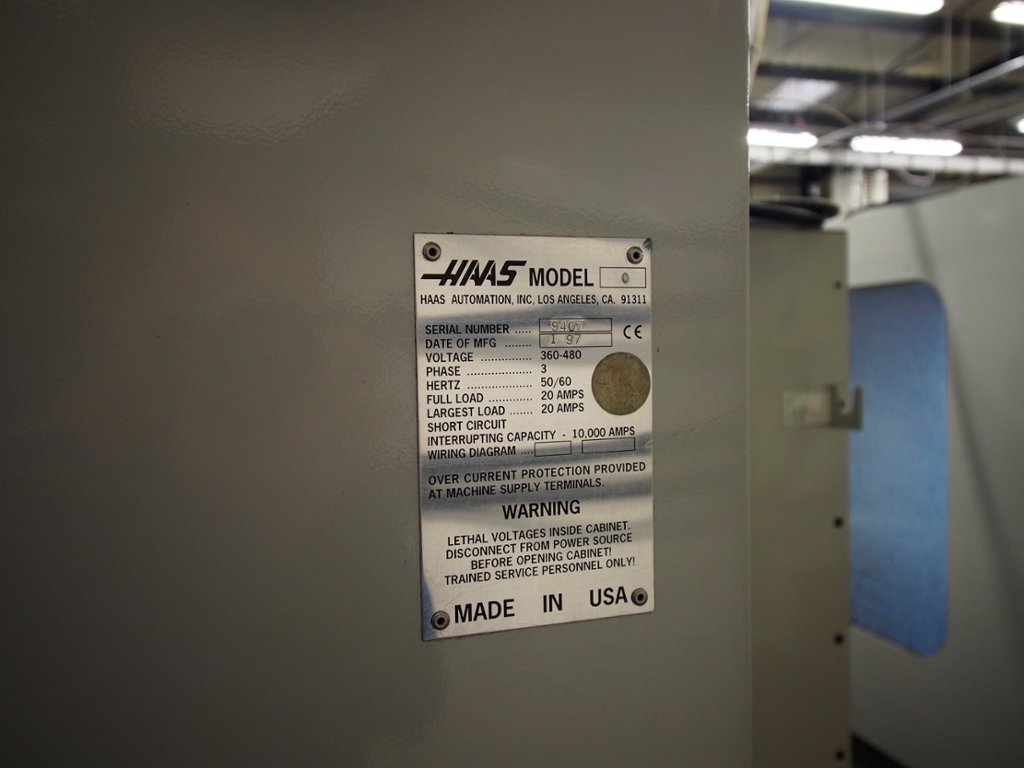 HAAS MODEL 0
HAAS AUTOMATION, INC, LOS ANGELES, CA. 91311
SERIAL NUMBER ..... 9407 CE
DATE OF MFG ........ 1 97
VOLTAGE ............... 360-480
PHASE ................... 3
HERTZ ................... 50/60
FULL LOAD ............. 20 AMPS
LARGEST LOAD ....... 20 AMPS
SHORT CIRCUIT
INTERRUPTING CAPACITY - 10,000 AMPS
WIRING DIAGRAM ....
OVER CURRENT PROTECTION PROVIDED
AT MACHINE SUPPLY TERMINALS.
WARNING
LETHAL VOLTAGES INSIDE CABINET.
DISCONNECT FROM POWER SOURCE
BEFORE OPENING CABINET!
TRAINED SERVICE PERSONNEL ONLY!
MADE IN USA